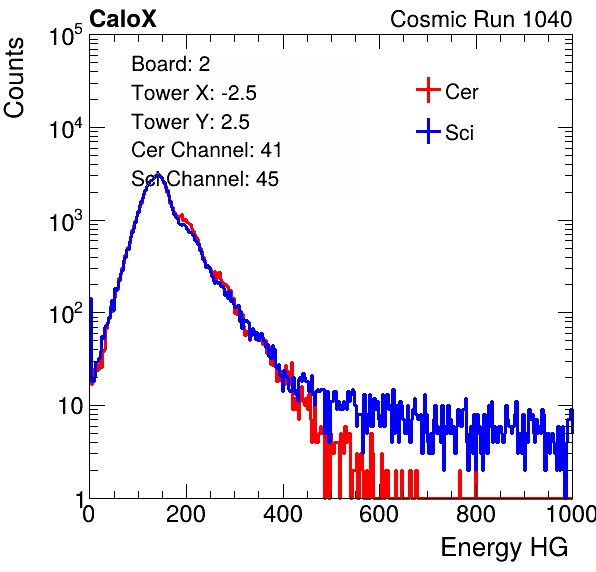 CaloX Cosmic Run 1040
Counts
10^5
10^4
10^3
10^2
10
1
Board: 2
Tower X: -2.5
Tower Y: 2.5
Cer Channel: 41
Sci Channel: 45
Cer
Sci
0 200 400 600 800 1000
Energy HG